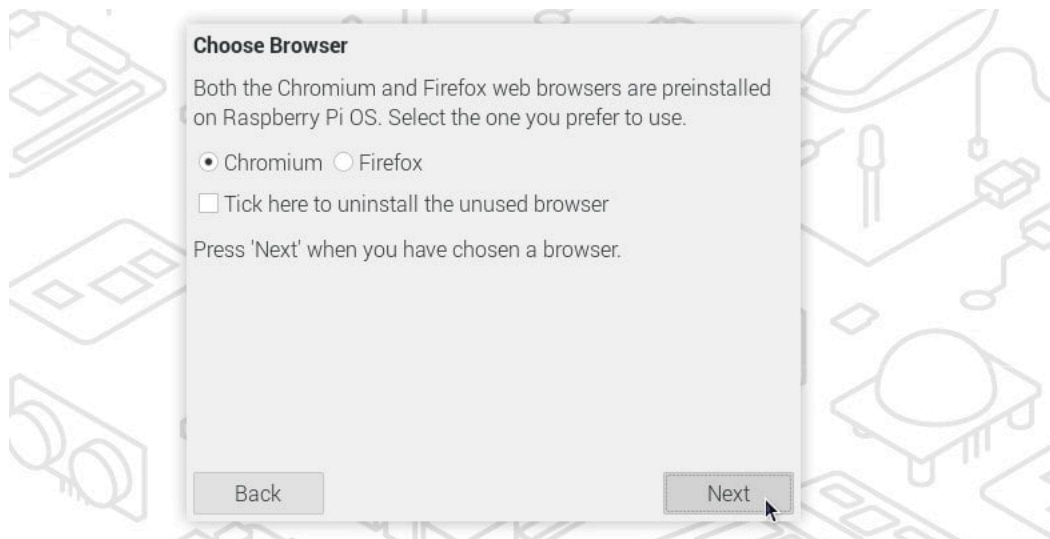 Choose Browser
Both the Chromium and Firefox web browsers are preinstalled
on Raspberry Pi OS. Select the one you prefer to use.
Chromium Firefox
Tick here to uninstall the unused browser
Press 'Next' when you have chosen a browser.
Back Next